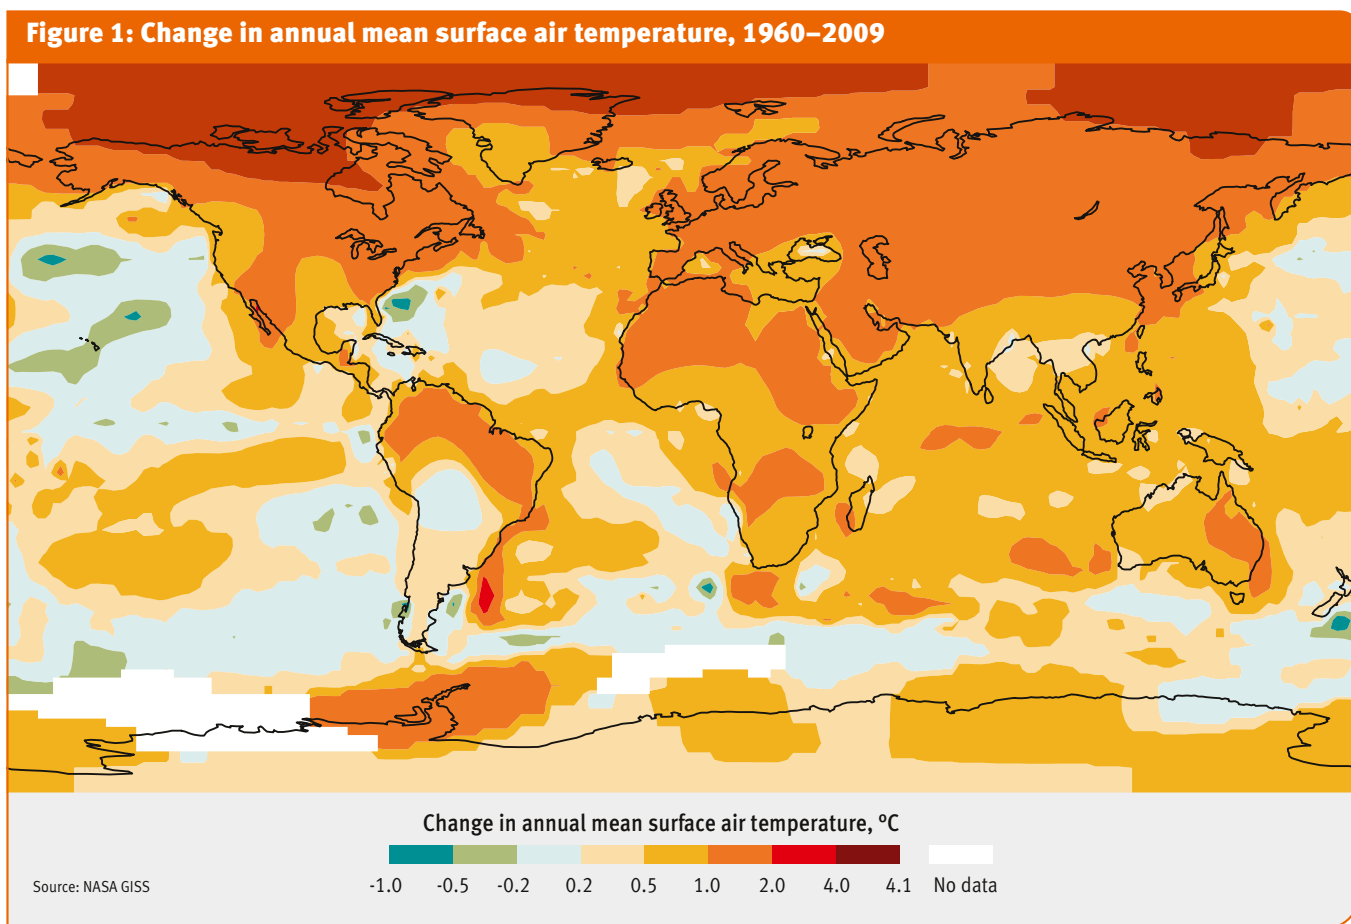 Figure 1: Change in annual mean surface air temperature, 1960–2009
Change in annual mean surface air temperature, ºC
-1.0 -0.5 -0.2 0.2 0.5 1.0 2.0 4.0 4.1 No data
Source: NASA GISS